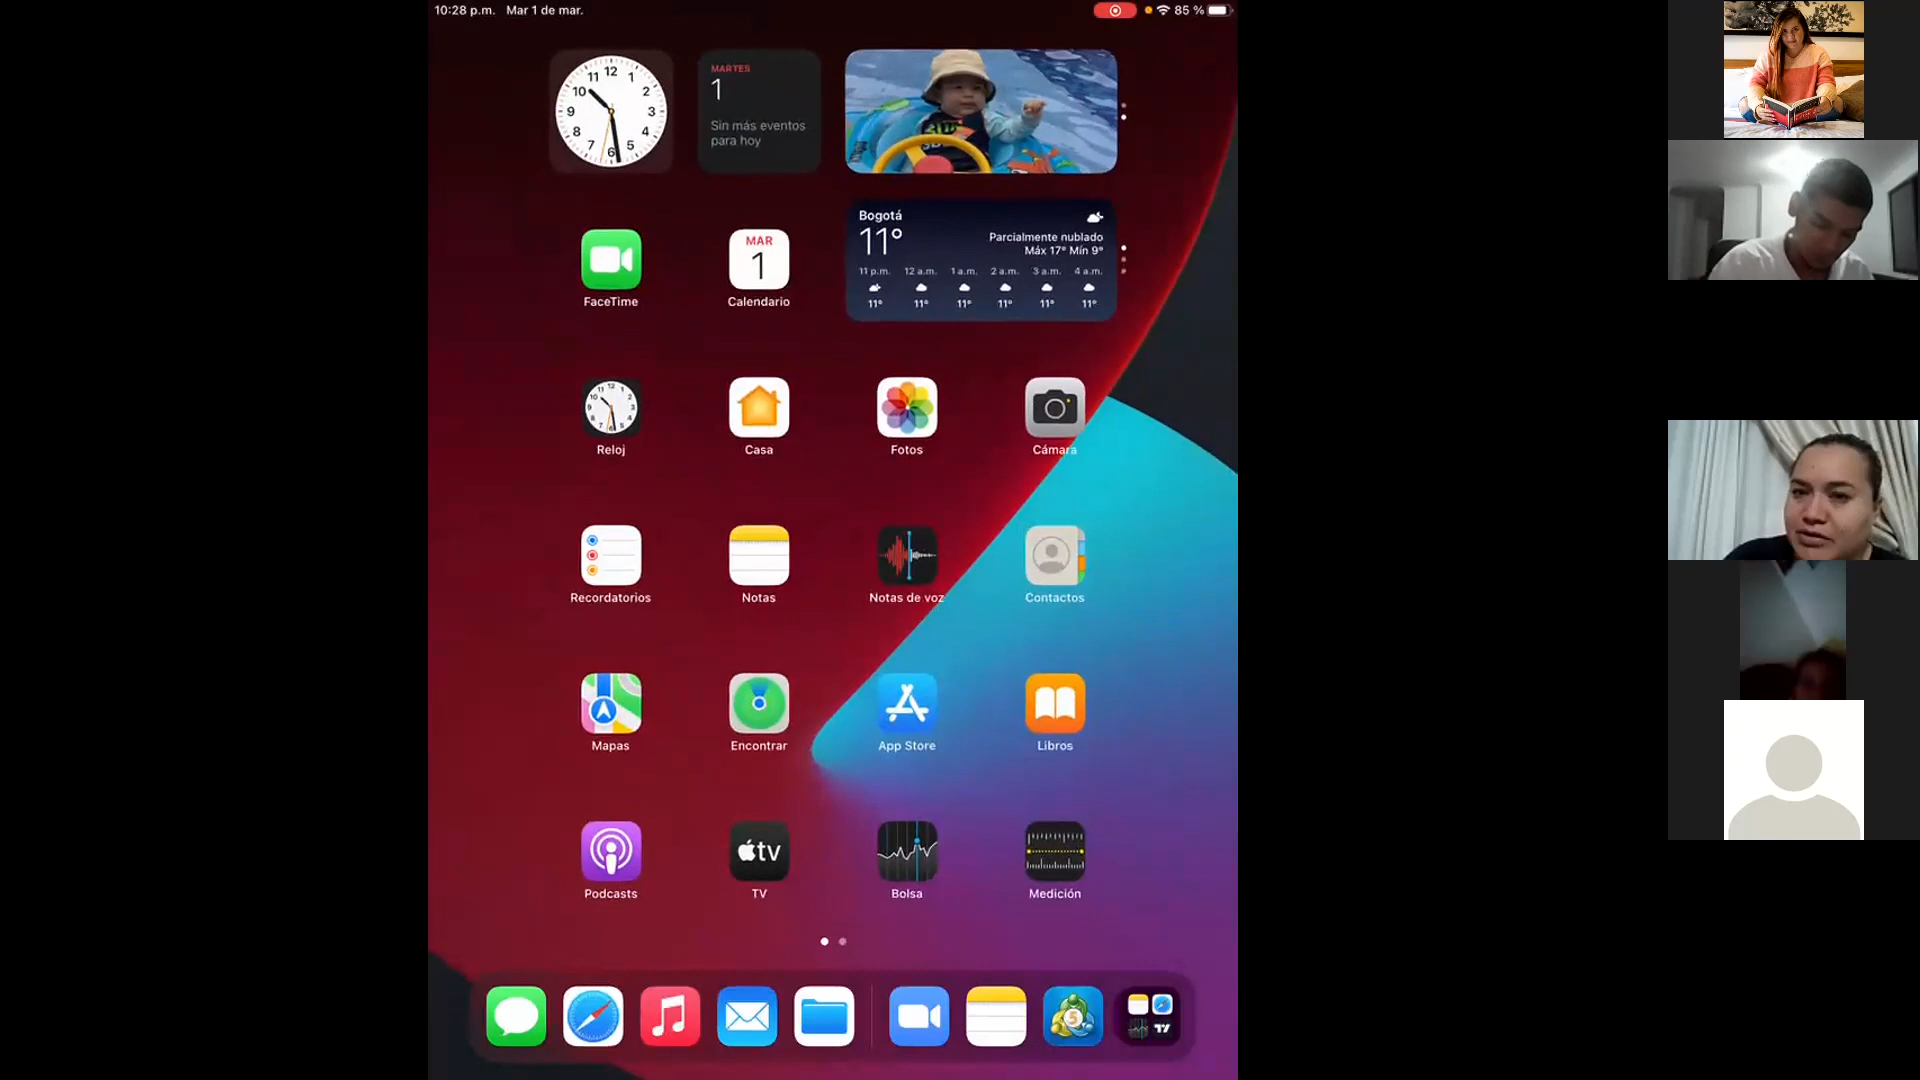 10:28 p.m. Mar 1 de mar.
85 %
12 1 2 3 4 5 6 7 8 9 10 11
MARTES
1
Sin más eventos
para hoy
Bogotá
11°
Parcialmente nublado
Máx 17° Mín 9°
11 p.m. 12 a.m. 1 a.m. 2 a.m. 3 a.m. 4 a.m.
11° 11° 11° 11° 11° 11°
MAR
1
FaceTime
Calendario
Reloj
Casa
Fotos
Cámara
Recordatorios
Notas
Notas de voz
Contactos
Mapas
Encontrar
App Store
Libros
tv
Podcasts
TV
Bolsa
Medición
5